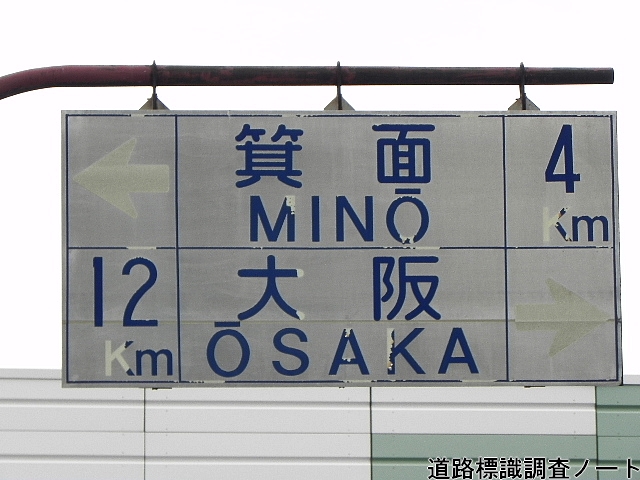 箕面 4
MINŌ Km
12 大阪
Km ŌSAKA
道路標識調査ノート